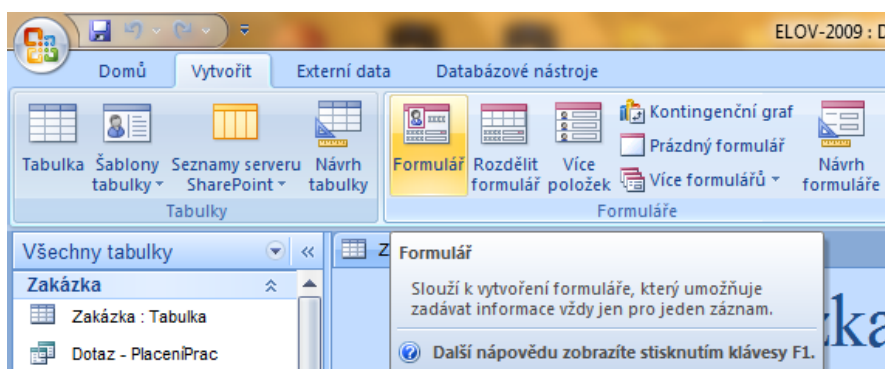 ELOV-2009 : D
Domů Vytvořit Externí data Databázové nástroje
Tabulka Šablony tabulky Seznamy serveru SharePoint Návrh tabulky
Formulář Rozdělit formulář Více položek Kontingenční graf
Prázdný formulář
Více formulářů
Návrh formuláře
Tabulky
Formuláře
Všechny tabulky
Z
Zakázka
Zakázka : Tabulka
Dotaz - PlaceníPrac
Formulář
Slouží k vytvoření formuláře, který umožňuje
zadávat informace vždy jen pro jeden záznam.
Další nápovědu zobrazíte stisknutím klávesy F1.
zka